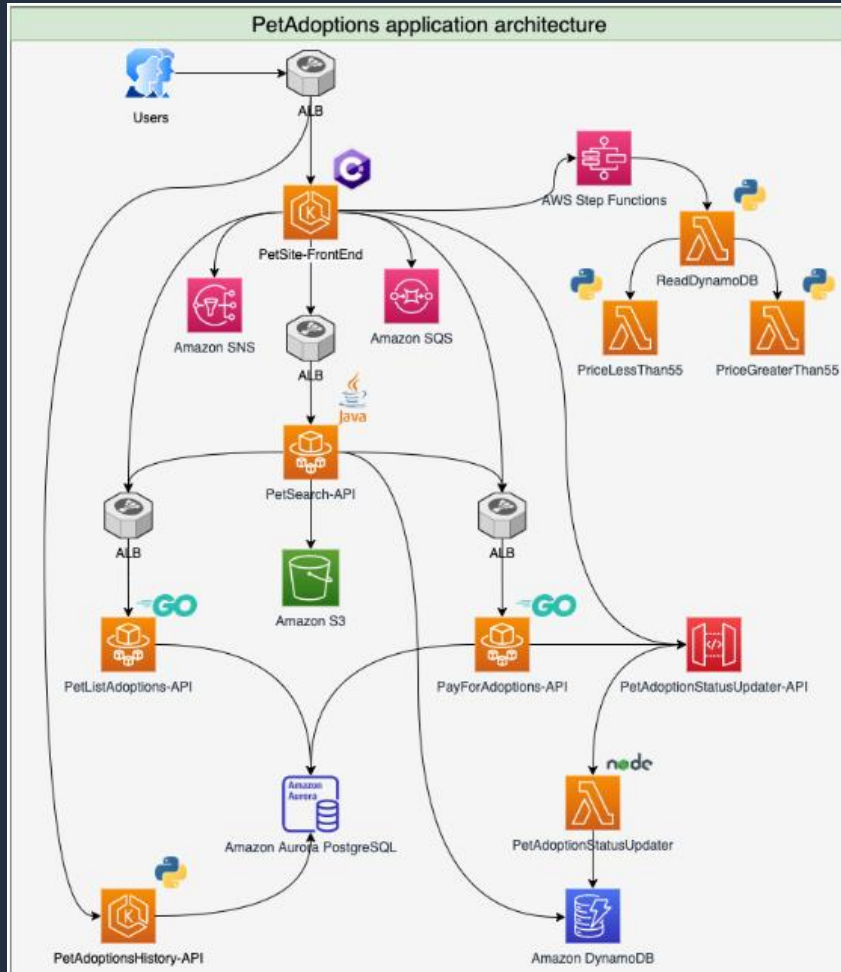 PetAdoptions application architecture
Users
ALB
PetSite-FrontEnd
AWS Step Functions
Amazon SNS
Amazon SQS
ReadDynamoDB
ALB
PriceLessThan55
PriceGreaterThan55
Java
PetSearch-API
ALB
ALB
Amazon S3
GO
GO
PetListAdoptions-API
PayForAdoptions-API
PetAdoptionStatusUpdater-API
node
Amazon
Aurora
Amazon Aurora PostgreSQL
PetAdoptionStatusUpdater
PetAdoptionsHistory-API
Amazon DynamoDB